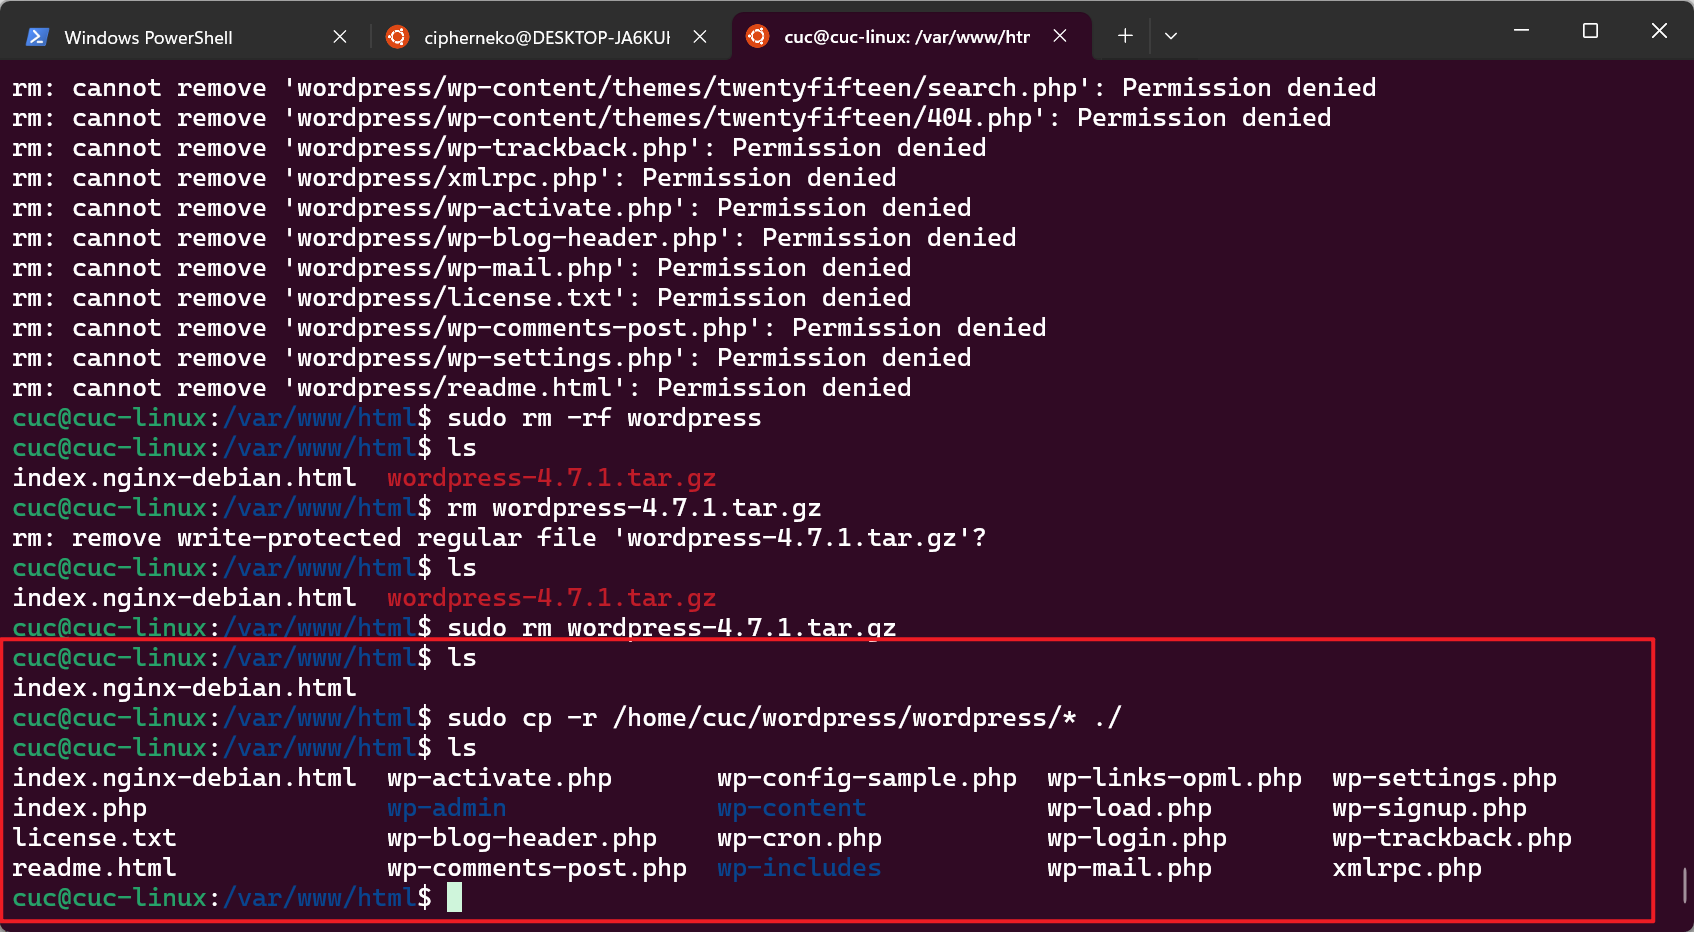 Windows PowerShell
cipherneko@DESKTOP-JA6KU
cuc@cuc-linux: /var/www/htm
rm: cannot remove 'wordpress/wp-content/themes/twentyfifteen/search.php': Permission denied
rm: cannot remove 'wordpress/wp-content/themes/twentyfifteen/404.php': Permission denied
rm: cannot remove 'wordpress/wp-trackback.php': Permission denied
rm: cannot remove 'wordpress/xmlrpc.php': Permission denied
rm: cannot remove 'wordpress/wp-activate.php': Permission denied
rm: cannot remove 'wordpress/wp-blog-header.php': Permission denied
rm: cannot remove 'wordpress/wp-mail.php': Permission denied
rm: cannot remove 'wordpress/license.txt': Permission denied
rm: cannot remove 'wordpress/wp-comments-post.php': Permission denied
rm: cannot remove 'wordpress/wp-settings.php': Permission denied
rm: cannot remove 'wordpress/readme.html': Permission denied
cuc@cuc-linux:/var/www/html$ sudo rm -rf wordpress
cuc@cuc-linux:/var/www/html$ ls
index.nginx-debian.html  wordpress-4.7.1.tar.gz
cuc@cuc-linux:/var/www/html$ rm wordpress-4.7.1.tar.gz
rm: remove write-protected regular file 'wordpress-4.7.1.tar.gz'?
cuc@cuc-linux:/var/www/html$ ls
index.nginx-debian.html  wordpress-4.7.1.tar.gz
cuc@cuc-linux:/var/www/html$ sudo rm wordpress-4.7.1.tar.gz
cuc@cuc-linux:/var/www/html$ ls
index.nginx-debian.html
cuc@cuc-linux:/var/www/html$ sudo cp -r /home/cuc/wordpress/wordpress/* ./
cuc@cuc-linux:/var/www/html$ ls
index.nginx-debian.html  wp-activate.php  wp-config-sample.php  wp-links-opml.php  wp-settings.php
index.php  wp-admin  wp-content  wp-load.php  wp-signup.php
license.txt  wp-blog-header.php  wp-cron.php  wp-login.php  wp-trackback.php
readme.html  wp-comments-post.php  wp-includes  wp-mail.php  xmlrpc.php
cuc@cuc-linux:/var/www/html$